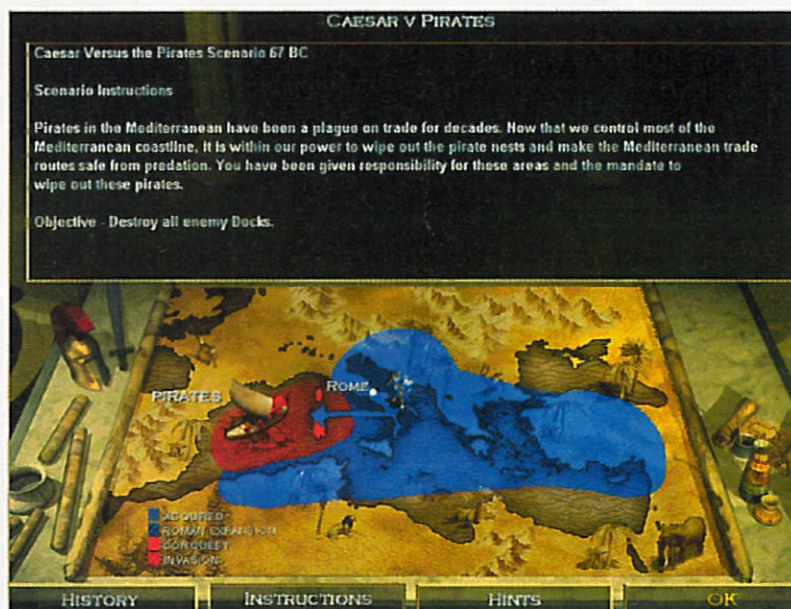 CAESAR V PIRATES
Caesar Versus the Pirates Scenario 67 BC
Scenario Instructions
Pirates in the Mediterranean have been a plague on trade for decades. Now that we control most of the
Mediterranean coastline, it is within our power to wipe out the pirate nests and make the Mediterranean trade
routes safe from predation. You have been given responsibility for these areas and the mandate to
wipe out these pirates.
Objective - Destroy all enemy Docks.
PIRATES
ROME
ACQUIRED
ROMAN EXPANSION
CONQUEST
INVASION
HISTORY
INSTRUCTIONS
HINTS
OK